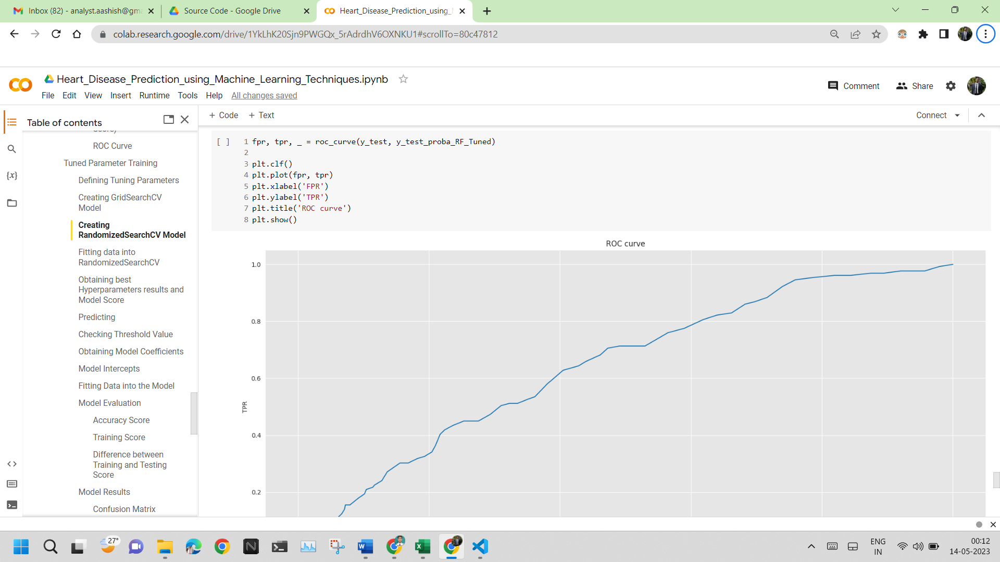 Inbox (82) - analyst.aashish@gm
Source Code - Google Drive
Heart_Disease_Prediction_using_
colab.research.google.com/drive/1YkLhK20Sjn9PWGQx_5rAdrdhV6OXNKU1#scrollTo=80c47812
Heart_Disease_Prediction_using_Machine_Learning_Techniques.ipynb
Comment
Share
File Edit View Insert Runtime Tools Help All changes saved
Table of contents
+ Code + Text
Connect
ROC Curve
Tuned Parameter Training
Defining Tuning Parameters
Creating GridSearchCV
Model
Creating
RandomizedSearchCV Model
Fitting data into
RandomizedSearchCV
Obtaining best
Hyperparameters results and
Model Score
Predicting
Checking Threshold Value
Obtaining Model Coefficients
Model Intercepts
Fitting Data into the Model
Model Evaluation
Accuracy Score
Training Score
Difference between
Training and Testing
Score
Model Results
Confusion Matrix
[ ]
1 fpr, tpr, _ = roc_curve(y_test, y_test_proba_RF_Tuned)
2
3 plt.clf()
4 plt.plot(fpr, tpr)
5 plt.xlabel('FPR')
6 plt.ylabel('TPR')
7 plt.title('ROC curve')
8 plt.show()
ROC curve
1.0
0.8
0.6
TPR
0.4
0.2
27°
ENG
IN
00:12
14-05-2023